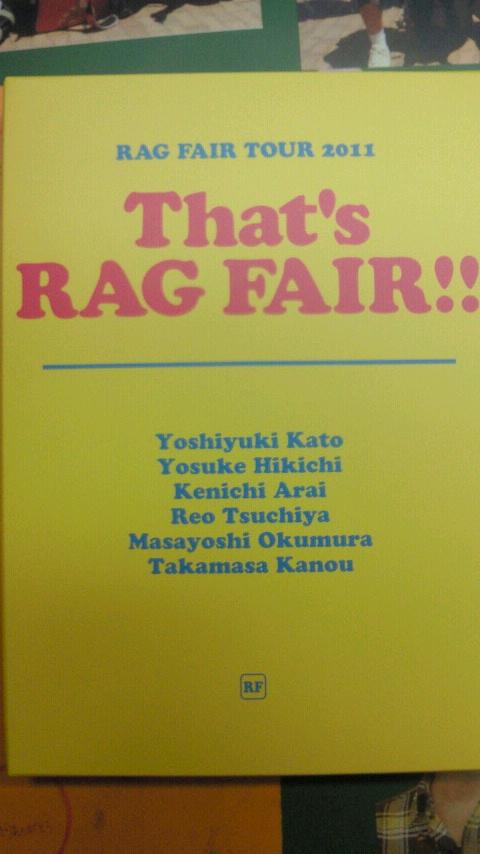 RAG FAIR TOUR 2011
That's
RAG FAIR!!
Yoshiyuki Kato
Yosuke Hikichi
Kenichi Arai
Reo Tsuchiya
Masayoshi Okumura
Takamasa Kanou
RF